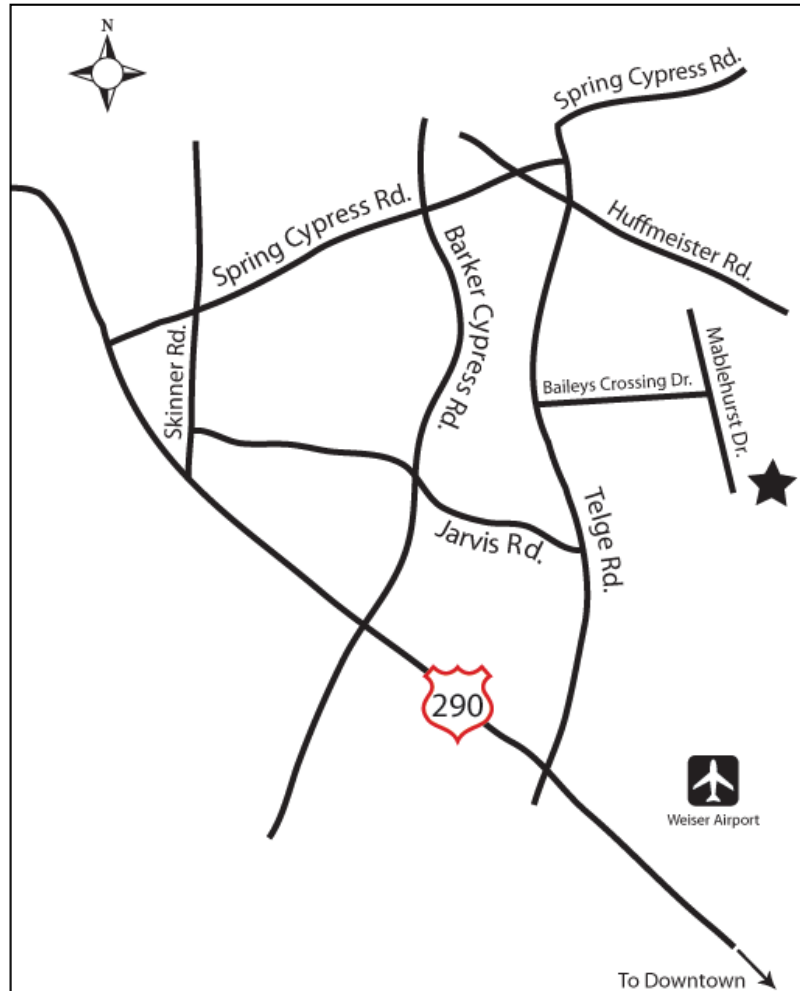 N
Spring Cypress Rd.
Spring Cypress Rd.
Huffmeister Rd.
Barker Cypress Rd.
Skinner Rd.
Mablehurst Dr.
Baileys Crossing Dr.
Telge Rd.
Jarvis Rd.
290
Weiser Airport
To Downtown